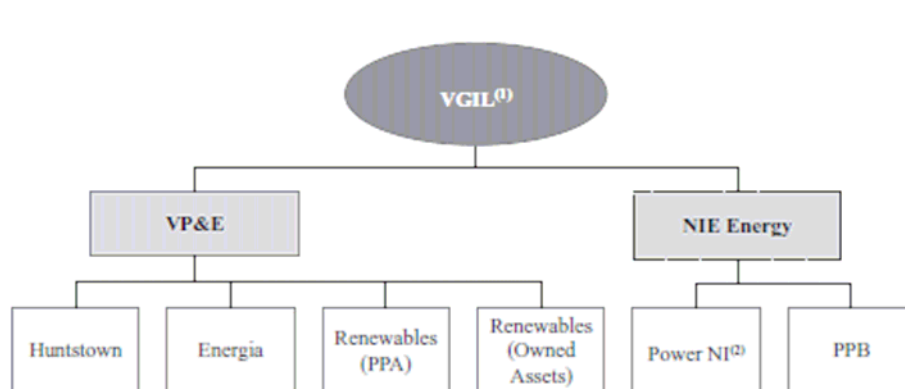 VGIL(1)
VP&E
NIE Energy
Huntstown
Energia
Renewables
(PPA)
Renewables
(Owned
Assets)
Power NI(2)
PPB